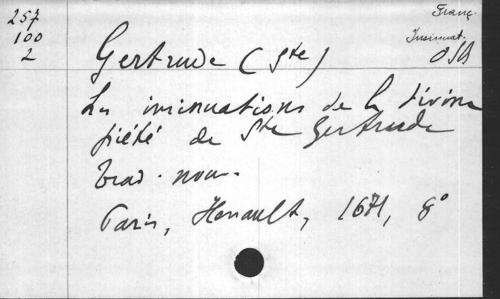 257
100
2
Franç.
Insinuat.
OSB
Gertrude (Ste)
Les insinuations de la divine
piété de Ste Gertrude
trad. nouv.
Paris, Henault, 1671, 8°